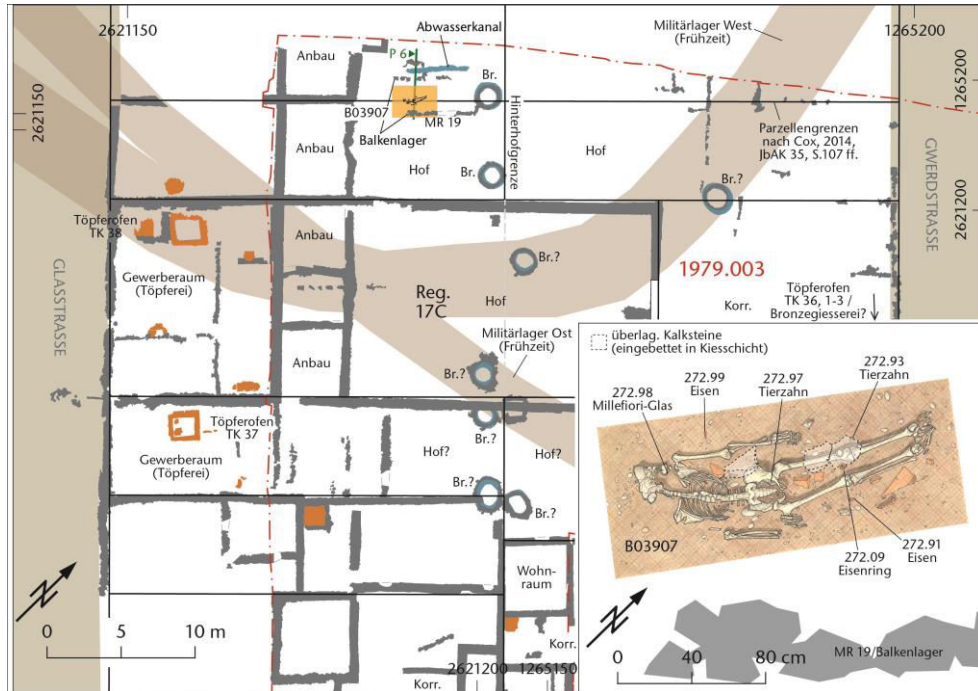 2621150
Militärlager West
(Frühzeit)
1265200
Abwasserkanal
Anbau
P 6
Br.
2621150
1265200
B03907
MR 19
Balkenlager
Hinterhofgrenze
Parzellengrenzen
nach Cox, 2014,
JbAK 35, S.107 ff.
Anbau
Hof
Hof
Br.
Br.?
GWERDSTRASSE
2621200
Töpferofen
TK 38
Anbau
GLASSTRASSE
Gewerberaum
(Töpferei)
Br.?
1979.003
Reg.
17C
Hof
Korr.
Töpferofen
TK 36, 1-3 /
Bronzegiesserei?
Militärlager Ost
(Frühzeit)
Anbau
Br.?
Töpferofen
TK 37
Gewerberaum
(Töpferei)
Hof?
Br.?
Hof?
Br.?
Br.?
Wohn-
raum
Korr.
Korr.
N
0 5 10 m
2621200
1265150
überlag. Kalksteine
(eingebettet in Kiesschicht)
272.93
Tierzahn
272.97
Tierzahn
272.99
Eisen
272.98
Millefiori-Glas
B03907
272.91
Eisen
272.09
Eisenring
N
0 40 80 cm
MR 19/Balkenlager